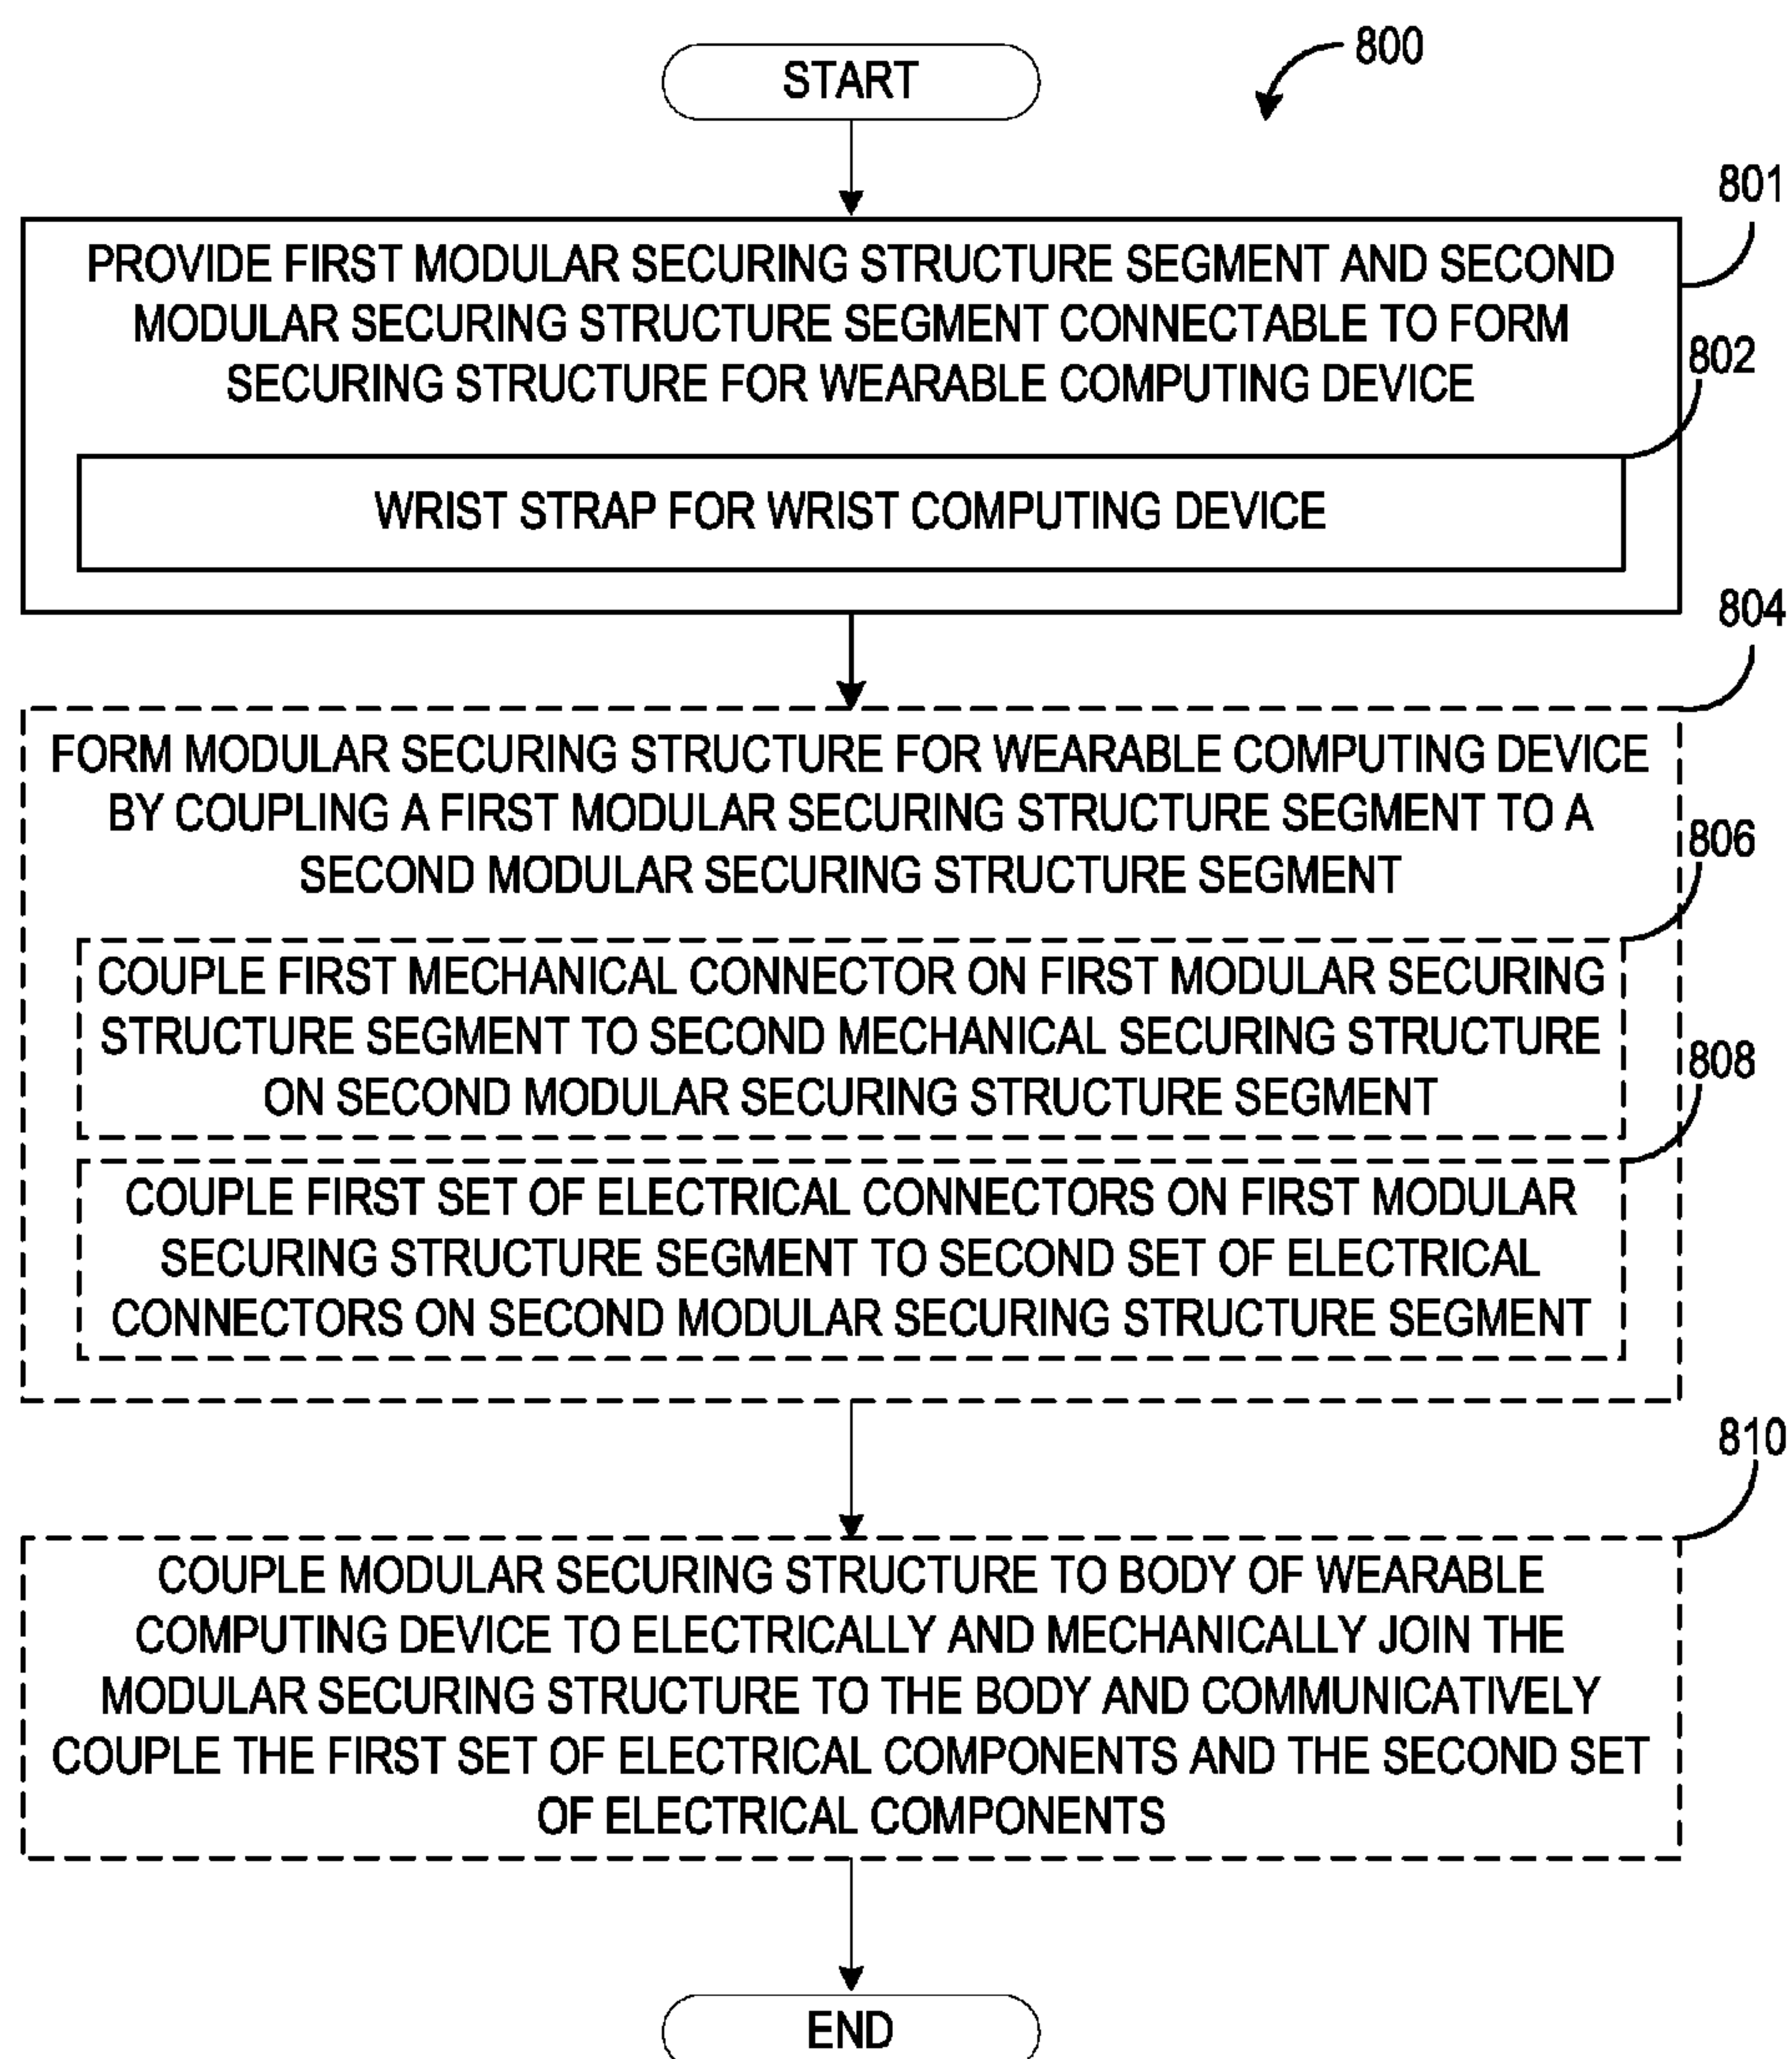 START
800
801
PROVIDE FIRST MODULAR SECURING STRUCTURE SEGMENT AND SECOND
MODULAR SECURING STRUCTURE SEGMENT CONNECTABLE TO FORM
SECURING STRUCTURE FOR WEARABLE COMPUTING DEVICE
802
WRIST STRAP FOR WRIST COMPUTING DEVICE
804
FORM MODULAR SECURING STRUCTURE FOR WEARABLE COMPUTING DEVICE
BY COUPLING A FIRST MODULAR SECURING STRUCTURE SEGMENT TO A
SECOND MODULAR SECURING STRUCTURE SEGMENT
806
COUPLE FIRST MECHANICAL CONNECTOR ON FIRST MODULAR SECURING
STRUCTURE SEGMENT TO SECOND MECHANICAL SECURING STRUCTURE
ON SECOND MODULAR SECURING STRUCTURE SEGMENT
808
COUPLE FIRST SET OF ELECTRICAL CONNECTORS ON FIRST MODULAR
SECURING STRUCTURE SEGMENT TO SECOND SET OF ELECTRICAL
CONNECTORS ON SECOND MODULAR SECURING STRUCTURE SEGMENT
810
COUPLE MODULAR SECURING STRUCTURE TO BODY OF WEARABLE
COMPUTING DEVICE TO ELECTRICALLY AND MECHANICALLY JOIN THE
MODULAR SECURING STRUCTURE TO THE BODY AND COMMUNICATIVELY
COUPLE THE FIRST SET OF ELECTRICAL COMPONENTS AND THE SECOND SET
OF ELECTRICAL COMPONENTS
END